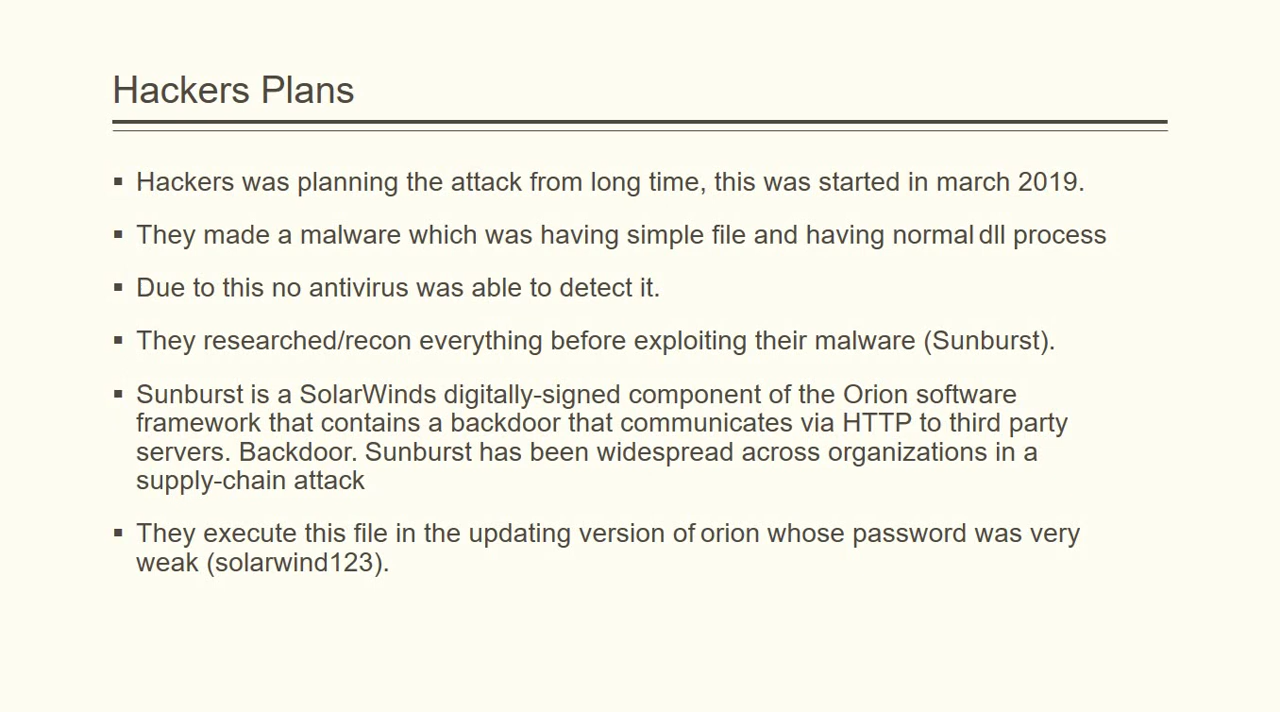 Hackers Plans
▪ Hackers was planning the attack from long time, this was started in march 2019.
▪ They made a malware which was having simple file and having normal dll process
▪ Due to this no antivirus was able to detect it.
▪ They researched/recon everything before exploiting their malware (Sunburst).
▪ Sunburst is a SolarWinds digitally-signed component of the Orion software
framework that contains a backdoor that communicates via HTTP to third party
servers. Backdoor. Sunburst has been widespread across organizations in a
supply-chain attack
▪ They execute this file in the updating version of orion whose password was very
weak (solarwind123).